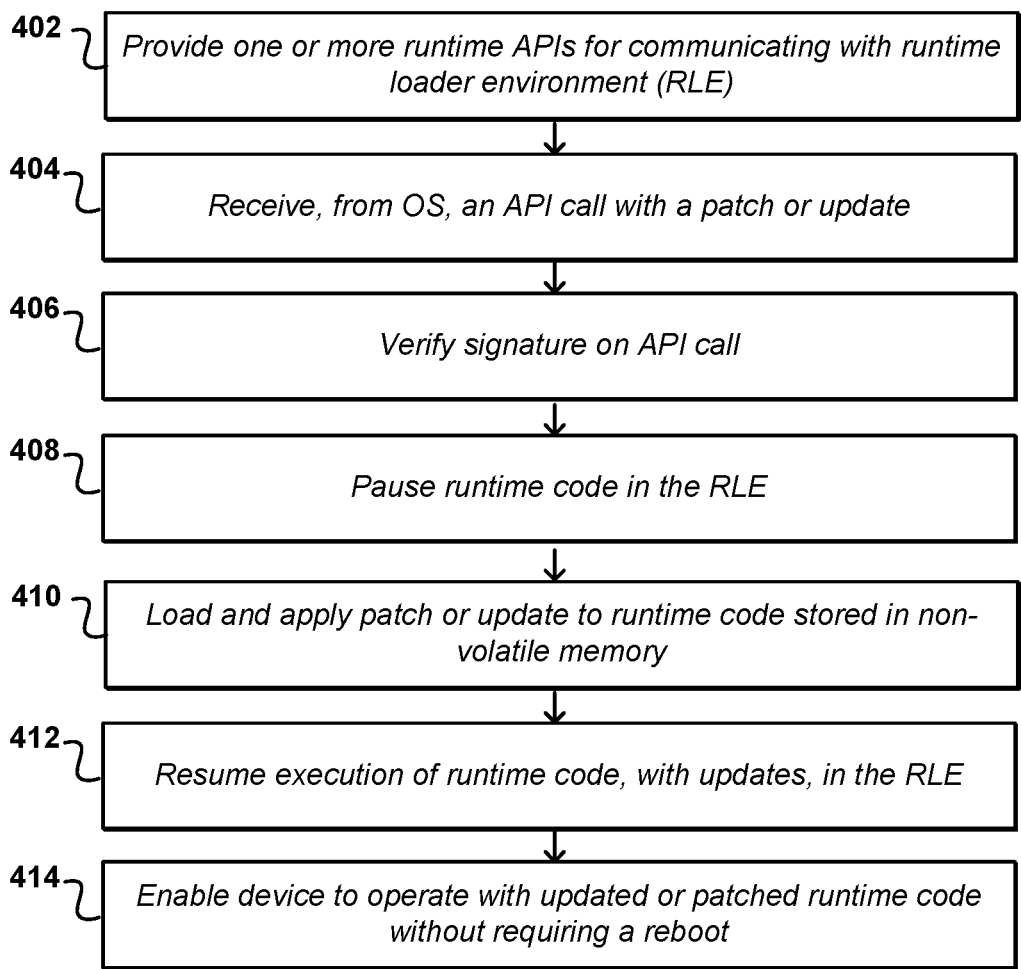 402
Provide one or more runtime APIs for communicating with runtime
loader environment (RLE)
404
Receive, from OS, an API call with a patch or update
406
Verify signature on API call
408
Pause runtime code in the RLE
410
Load and apply patch or update to runtime code stored in non-
volatile memory
412
Resume execution of runtime code, with updates, in the RLE
414
Enable device to operate with updated or patched runtime code
without requiring a reboot